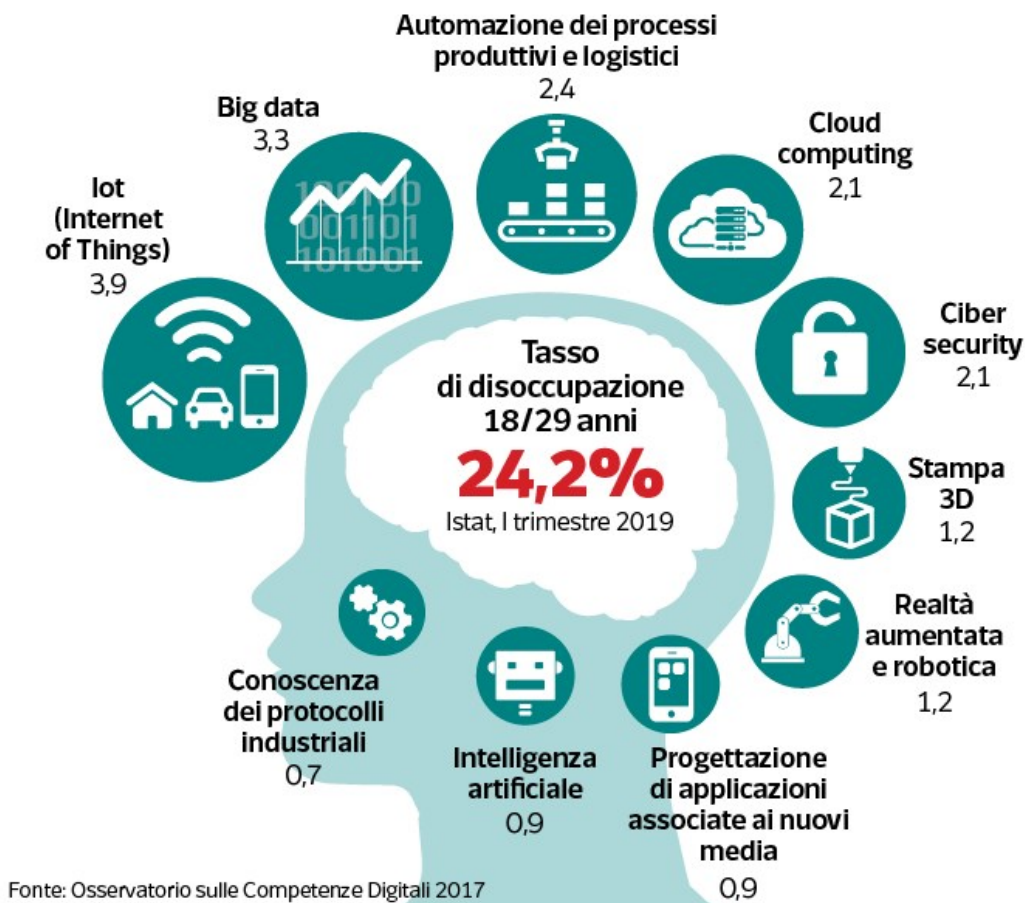 Automazione dei processi
produttivi e logistici
2,4
Big data
3,3
Iot
(Internet
of Things)
3,9
Cloud
computing
2,1
Ciber
security
2,1
Stampa
3D
1,2
Realtà
aumentata
e robotica
1,2
Progettazione
di applicazioni
associate ai nuovi
media
0,9
Intelligenza
artificiale
0,9
Conoscenza
dei protocolli
industriali
0,7
Tasso
di disoccupazione
18/29 anni
24,2%
Istat, I trimestre 2019
100100
001101
101001
Fonte: Osservatorio sulle Competenze Digitali 2017